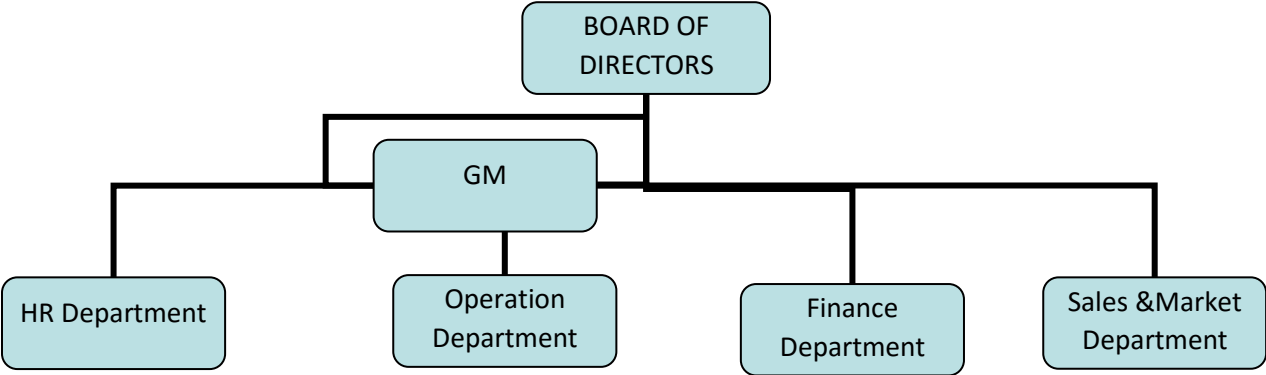 BOARD OF
DIRECTORS
GM
HR Department
Operation
Department
Finance
Department
Sales &Market
Department